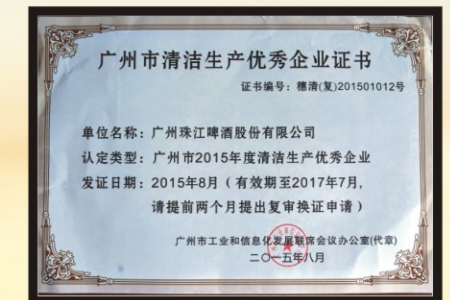 广州市清洁生产优秀企业证书
证书编号：穗清(复)201501012号
单位名称：广州珠江啤酒股份有限公司
认定类型：广州市2015年度清洁生产优秀企业
发证日期：2015年8月（有效期至2017年7月，
请提前两个月提出复审换证申请）
广州市工业和信息化发展联席会议办公室(代章)
二〇一五年八月